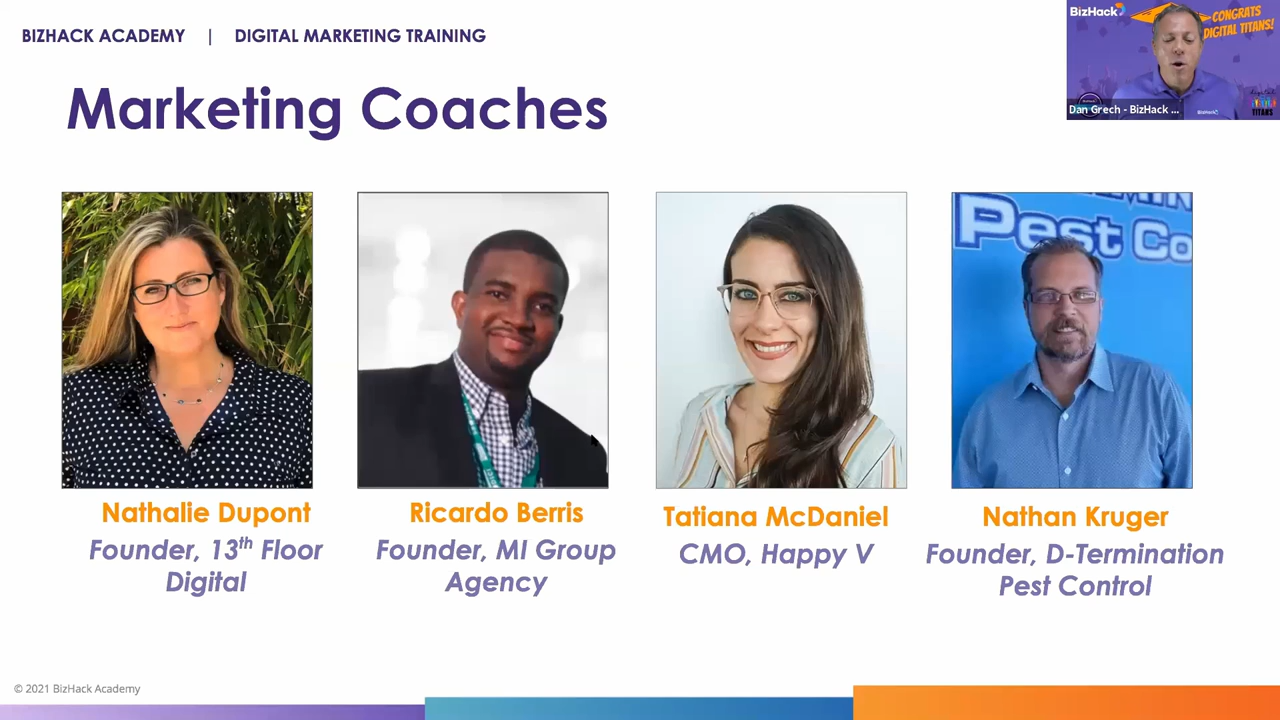 BIZHACK ACADEMY | DIGITAL MARKETING TRAINING
BizHack
CONGRATS
DIGITAL TITANS!
Dan Grech - BizHack ...
BizHack
TITANS
Marketing Coaches
Pest Co
Nathalie Dupont
Founder, 13th Floor
Digital
Ricardo Berris
Founder, MI Group
Agency
Tatiana McDaniel
CMO, Happy V
Nathan Kruger
Founder, D-Termination
Pest Control
© 2021 BizHack Academy